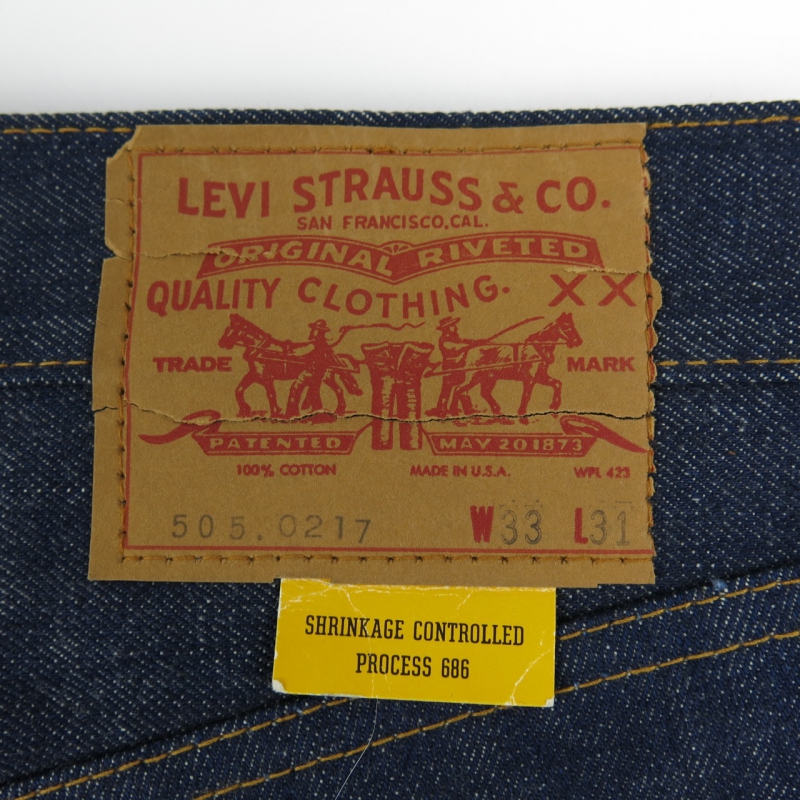 LEVI STRAUSS & CO.
SAN FRANCISCO, CAL.
ORIGINAL RIVETED
QUALITY CLOTHING. XX
TRADE MARK
PATENTED MAY 20 1873
100% COTTON MADE IN U.S.A. WPL 423
505.0217 W33 L31
SHRINKAGE CONTROLLED
PROCESS 686